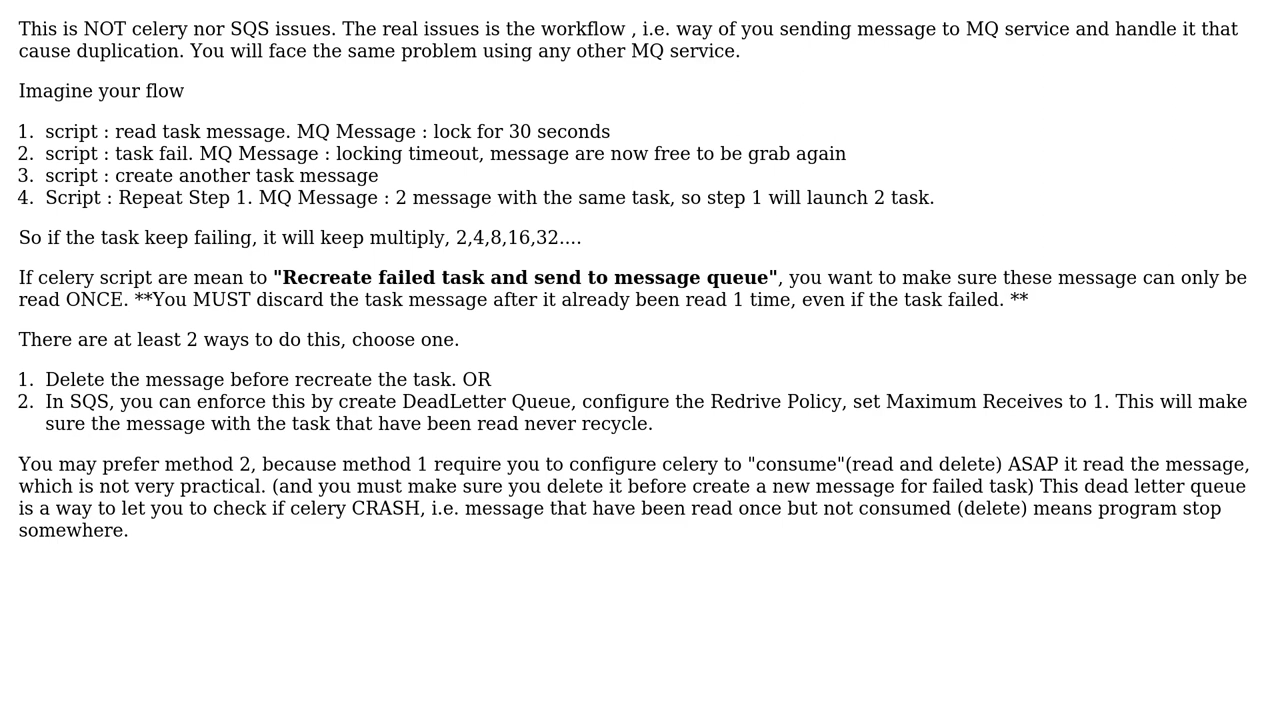 This is NOT celery nor SQS issues. The real issues is the workflow , i.e. way of you sending message to MQ service and handle it that
cause duplication. You will face the same problem using any other MQ service.
Imagine your flow
1. script : read task message. MQ Message : lock for 30 seconds
2. script : task fail. MQ Message : locking timeout, message are now free to be grab again
3. script : create another task message
4. Script : Repeat Step 1. MQ Message : 2 message with the same task, so step 1 will launch 2 task.
So if the task keep failing, it will keep multiply, 2,4,8,16,32....
If celery script are mean to "Recreate failed task and send to message queue", you want to make sure these message can only be
read ONCE. **You MUST discard the task message after it already been read 1 time, even if the task failed. **
There are at least 2 ways to do this, choose one.
1. Delete the message before recreate the task. OR
2. In SQS, you can enforce this by create DeadLetter Queue, configure the Redrive Policy, set Maximum Receives to 1. This will make
sure the message with the task that have been read never recycle.
You may prefer method 2, because method 1 require you to configure celery to "consume"(read and delete) ASAP it read the message,
which is not very practical. (and you must make sure you delete it before create a new message for failed task) This dead letter queue
is a way to let you to check if celery CRASH, i.e. message that have been read once but not consumed (delete) means program stop
somewhere.